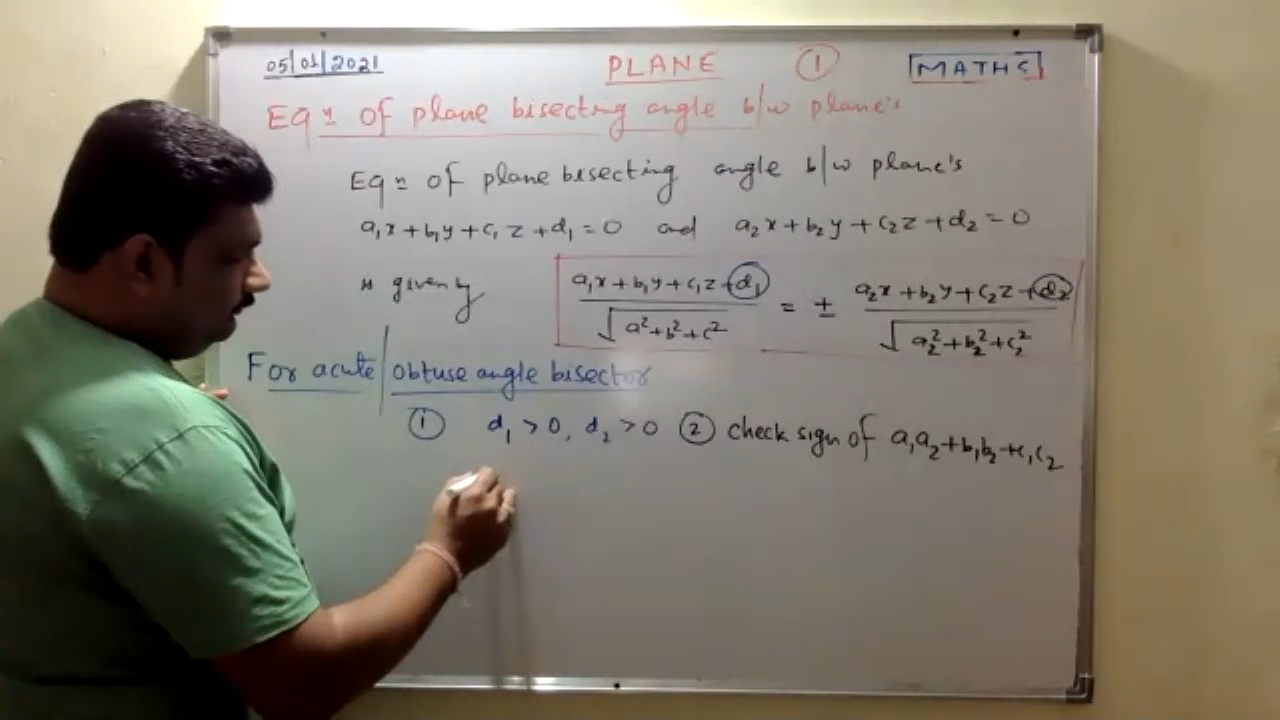 05/01/2021 PLANE ① MATHS
Eqⁿ Of plane bisecting angle b/w plane's
Eqⁿ Of plane bisecting angle b/w plane's
a₁x + b₁y + c₁z + d₁ = 0 and a₂x + b₂y + c₂z + d₂ = 0
is given by (a₁x + b₁y + c₁z + d₁)/√(a² + b² + c²) = ± (a₂x + b₂y + c₂z + d₂)/√(a₂² + b₂² + c₂²)
For acute / obtuse angle bisector
① d₁ > 0, d₂ > 0 ② check sign of a₁a₂ + b₁b₂ + c₁c₂